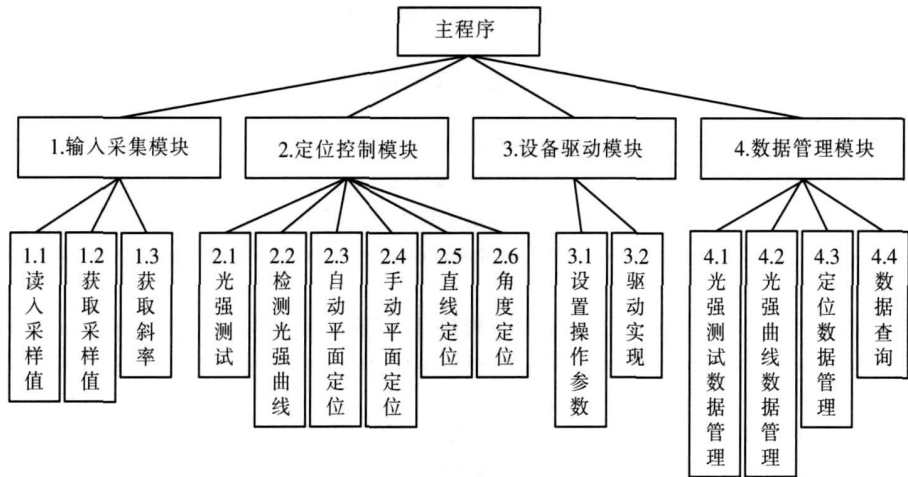 主程序
1.输入采集模块
2.定位控制模块
3.设备驱动模块
4.数据管理模块
1.1读入采样值
1.2获取采样值
1.3获取斜率
2.1光强测试
2.2检测光强曲线
2.3自动平面定位
2.4手动平面定位
2.5直线定位
2.6角度定位
3.1设置操作参数
3.2驱动实现
4.1光强测试数据管理
4.2光强曲线数据管理
4.3定位数据管理
4.4数据查询